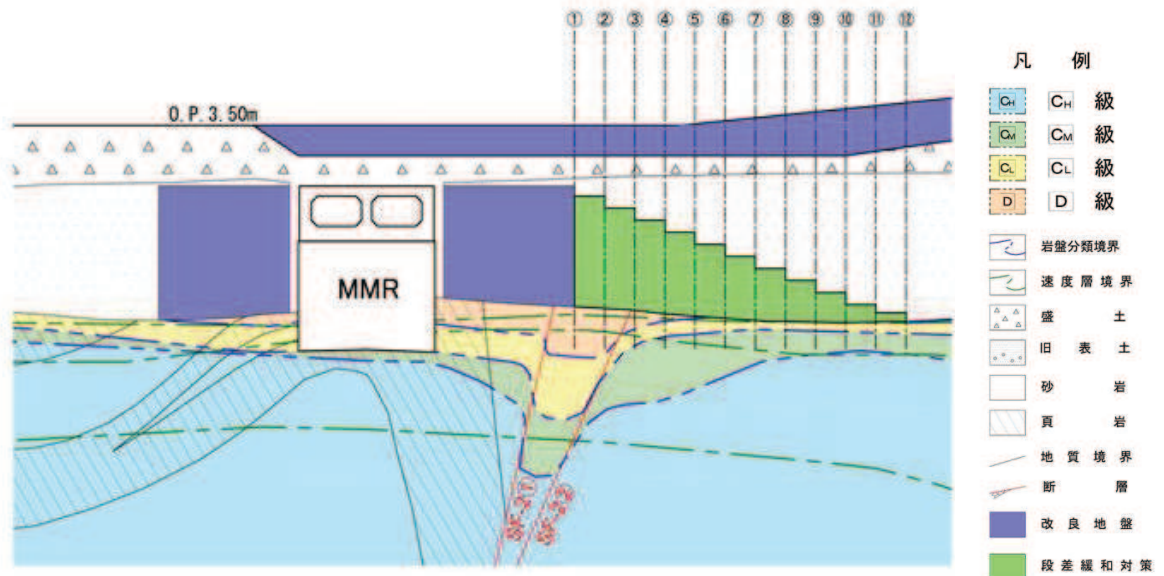 ① ② ③ ④ ⑤ ⑥ ⑦ ⑧ ⑨ ⑩ ⑪ ⑫
O.P.3.50m
MMR
凡 例
CH CH 級
CM CM 級
CL CL 級
D D 級
岩盤分類境界
速度層境界
盛 土
旧 表 土
砂 岩
頁 岩
地 質 境 界
断 層
改 良 地 盤
段 差 緩 和 対 策